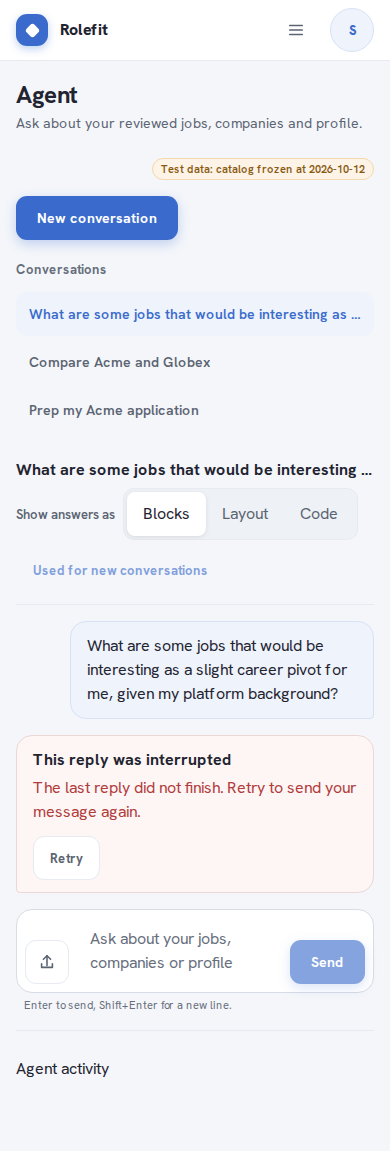 Rolefit
S
Agent
Ask about your reviewed jobs, companies and profile.
Test data: catalog frozen at 2026-10-12
New conversation
Conversations
What are some jobs that would be interesting as ...
Compare Acme and Globex
Prep my Acme application
What are some jobs that would be interesting ...
Show answers as
Blocks
Layout
Code
Used for new conversations
What are some jobs that would be
interesting as a slight career pivot for
me, given my platform background?
This reply was interrupted
The last reply did not finish. Retry to send your
message again.
Retry
Ask about your jobs,
companies or profile
Send
Enter to send, Shift+Enter for a new line.
Agent activity